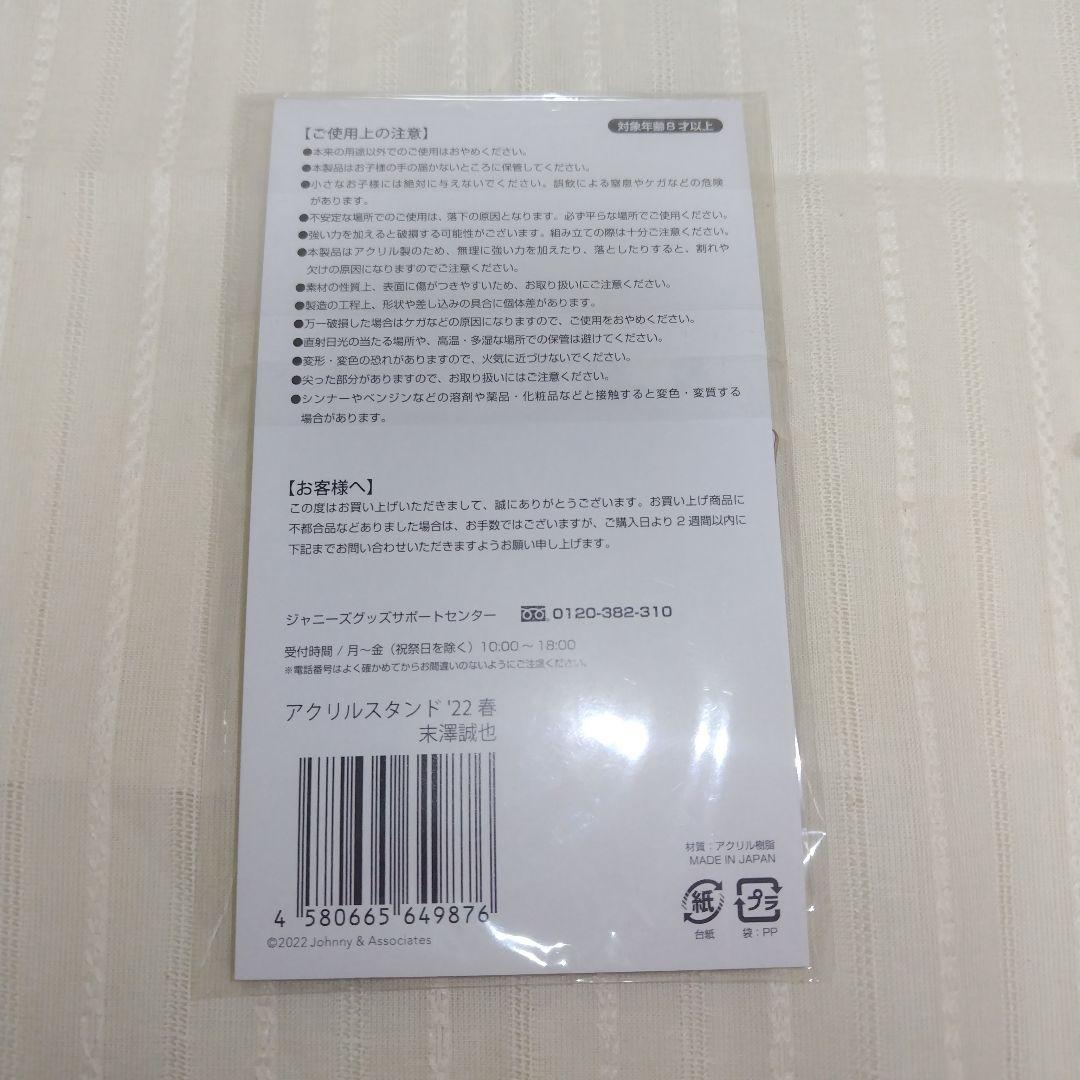 【ご使用上の注意】
対象年齢8才以上
●本来の用途以外でのご使用はおやめください。
●本製品はお子様の手の届かないところに保管してください。
●小さなお子様には絶対に与えないでください。誤飲による窒息やケガなどの危険
があります。
●不安定な場所でのご使用は、落下の原因となります。必ず平らな場所でご使用ください。
●強い力を加えると破損する可能性がございます。組み立ての際は十分ご注意ください。
●本製品はアクリル製のため、無理に強い力を加えたり、落としたりすると、割れや
欠けの原因になりますのでご注意ください。
●素材の性質上、表面に傷がつきやすいため、お取り扱いにご注意ください。
●製造の工程上、形状や差し込みの具合に個体差があります。
●万一破損した場合はケガなどの原因になりますので、ご使用をおやめください。
●直射日光の当たる場所や、高温・多湿な場所での保管は避けてください。
●変形・変色の恐れがありますので、火気に近づけないでください。
●尖った部分がありますので、お取り扱いにはご注意ください。
●シンナーやベンジンなどの溶剤や薬品・化粧品などと接触すると変色・変質する
場合があります。
【お客様へ】
この度はお買い上げいただきまして、誠にありがとうございます。お買い上げ商品に
不都合品などありました場合は、お手数ではございますが、ご購入日より2週間以内に
下記までお問い合わせいただきますようお願い申し上げます。
ジャニーズグッズサポートセンター 0120-382-310
受付時間 / 月〜金（祝祭日を除く）10:00〜18:00
※電話番号はよく確かめてからお間違いのないようにご注意ください。
アクリルスタンド '22 春
末澤誠也
4 580665 649876
©2022 Johnny & Associates
材質：アクリル樹脂
MADE IN JAPAN
紙 プラ
台紙 袋：PP